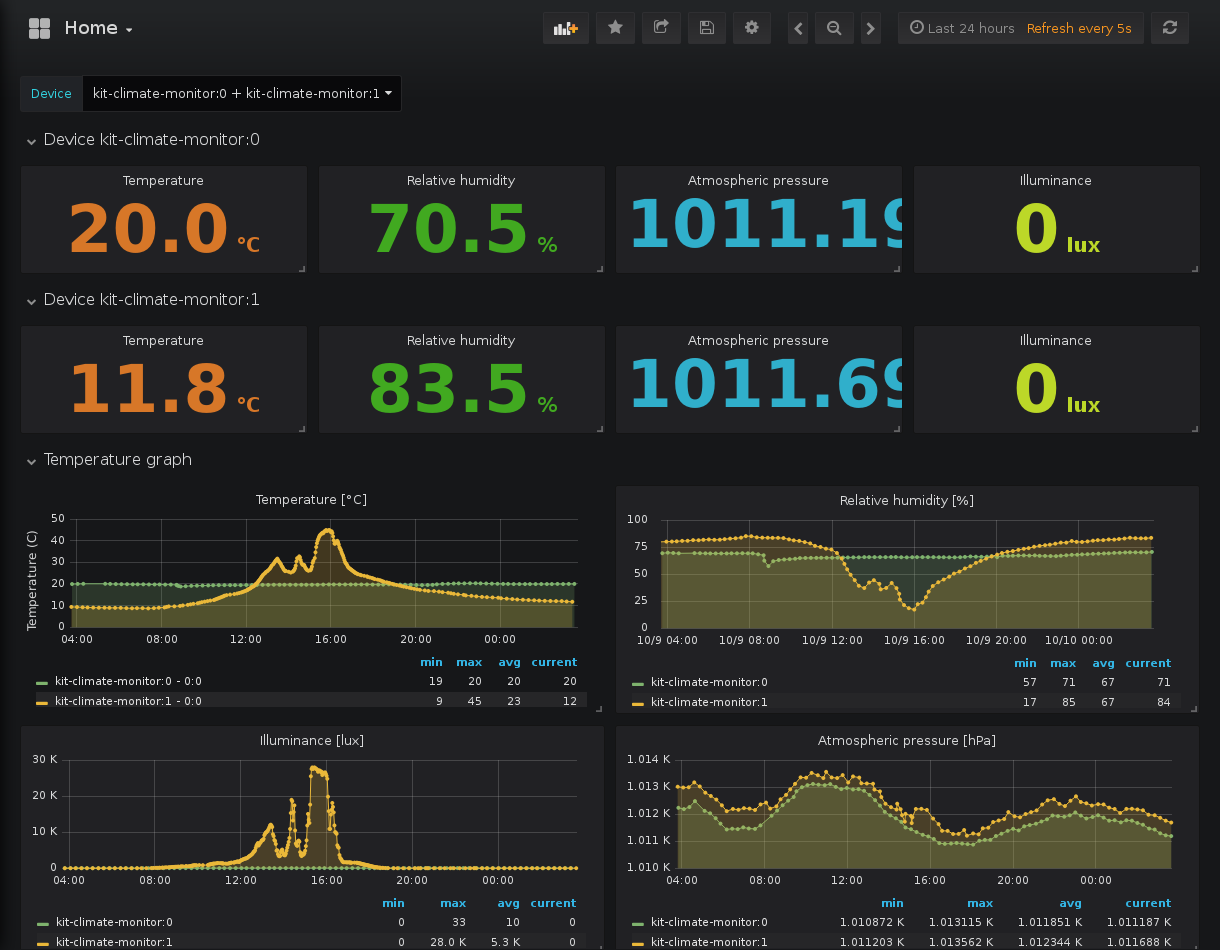 Home
Last 24 hours Refresh every 5s
Device kit-climate-monitor:0 + kit-climate-monitor:1
Device kit-climate-monitor:0
Temperature Relative humidity Atmospheric pressure Illuminance
20.0 °C 70.5 % 1011.19 0 lux
Device kit-climate-monitor:1
Temperature Relative humidity Atmospheric pressure Illuminance
11.8 °C 83.5 % 1011.69 0 lux
Temperature graph
Temperature [°C]
Temperature (C)
50
40
30
20
10
0
04:00 08:00 12:00 16:00 20:00 00:00
min max avg current
kit-climate-monitor:0 - 0:0 19 20 20 20
kit-climate-monitor:1 - 0:0 9 45 23 12
Relative humidity [%]
100
75
50
25
0
10/9 04:00 10/9 08:00 10/9 12:00 10/9 16:00 10/9 20:00 10/10 00:00
min max avg current
kit-climate-monitor:0 57 71 67 71
kit-climate-monitor:1 17 85 67 84
Illuminance [lux]
30 K
20 K
10 K
0
04:00 08:00 12:00 16:00 20:00 00:00
min max avg current
kit-climate-monitor:0 0 33 10 0
kit-climate-monitor:1 0 28.0 K 5.3 K 0
Atmospheric pressure [hPa]
1.014 K
1.013 K
1.012 K
1.011 K
1.010 K
04:00 08:00 12:00 16:00 20:00 00:00
min max avg current
kit-climate-monitor:0 1.010872 K 1.013115 K 1.011851 K 1.011187 K
kit-climate-monitor:1 1.011203 K 1.013562 K 1.012344 K 1.011688 K